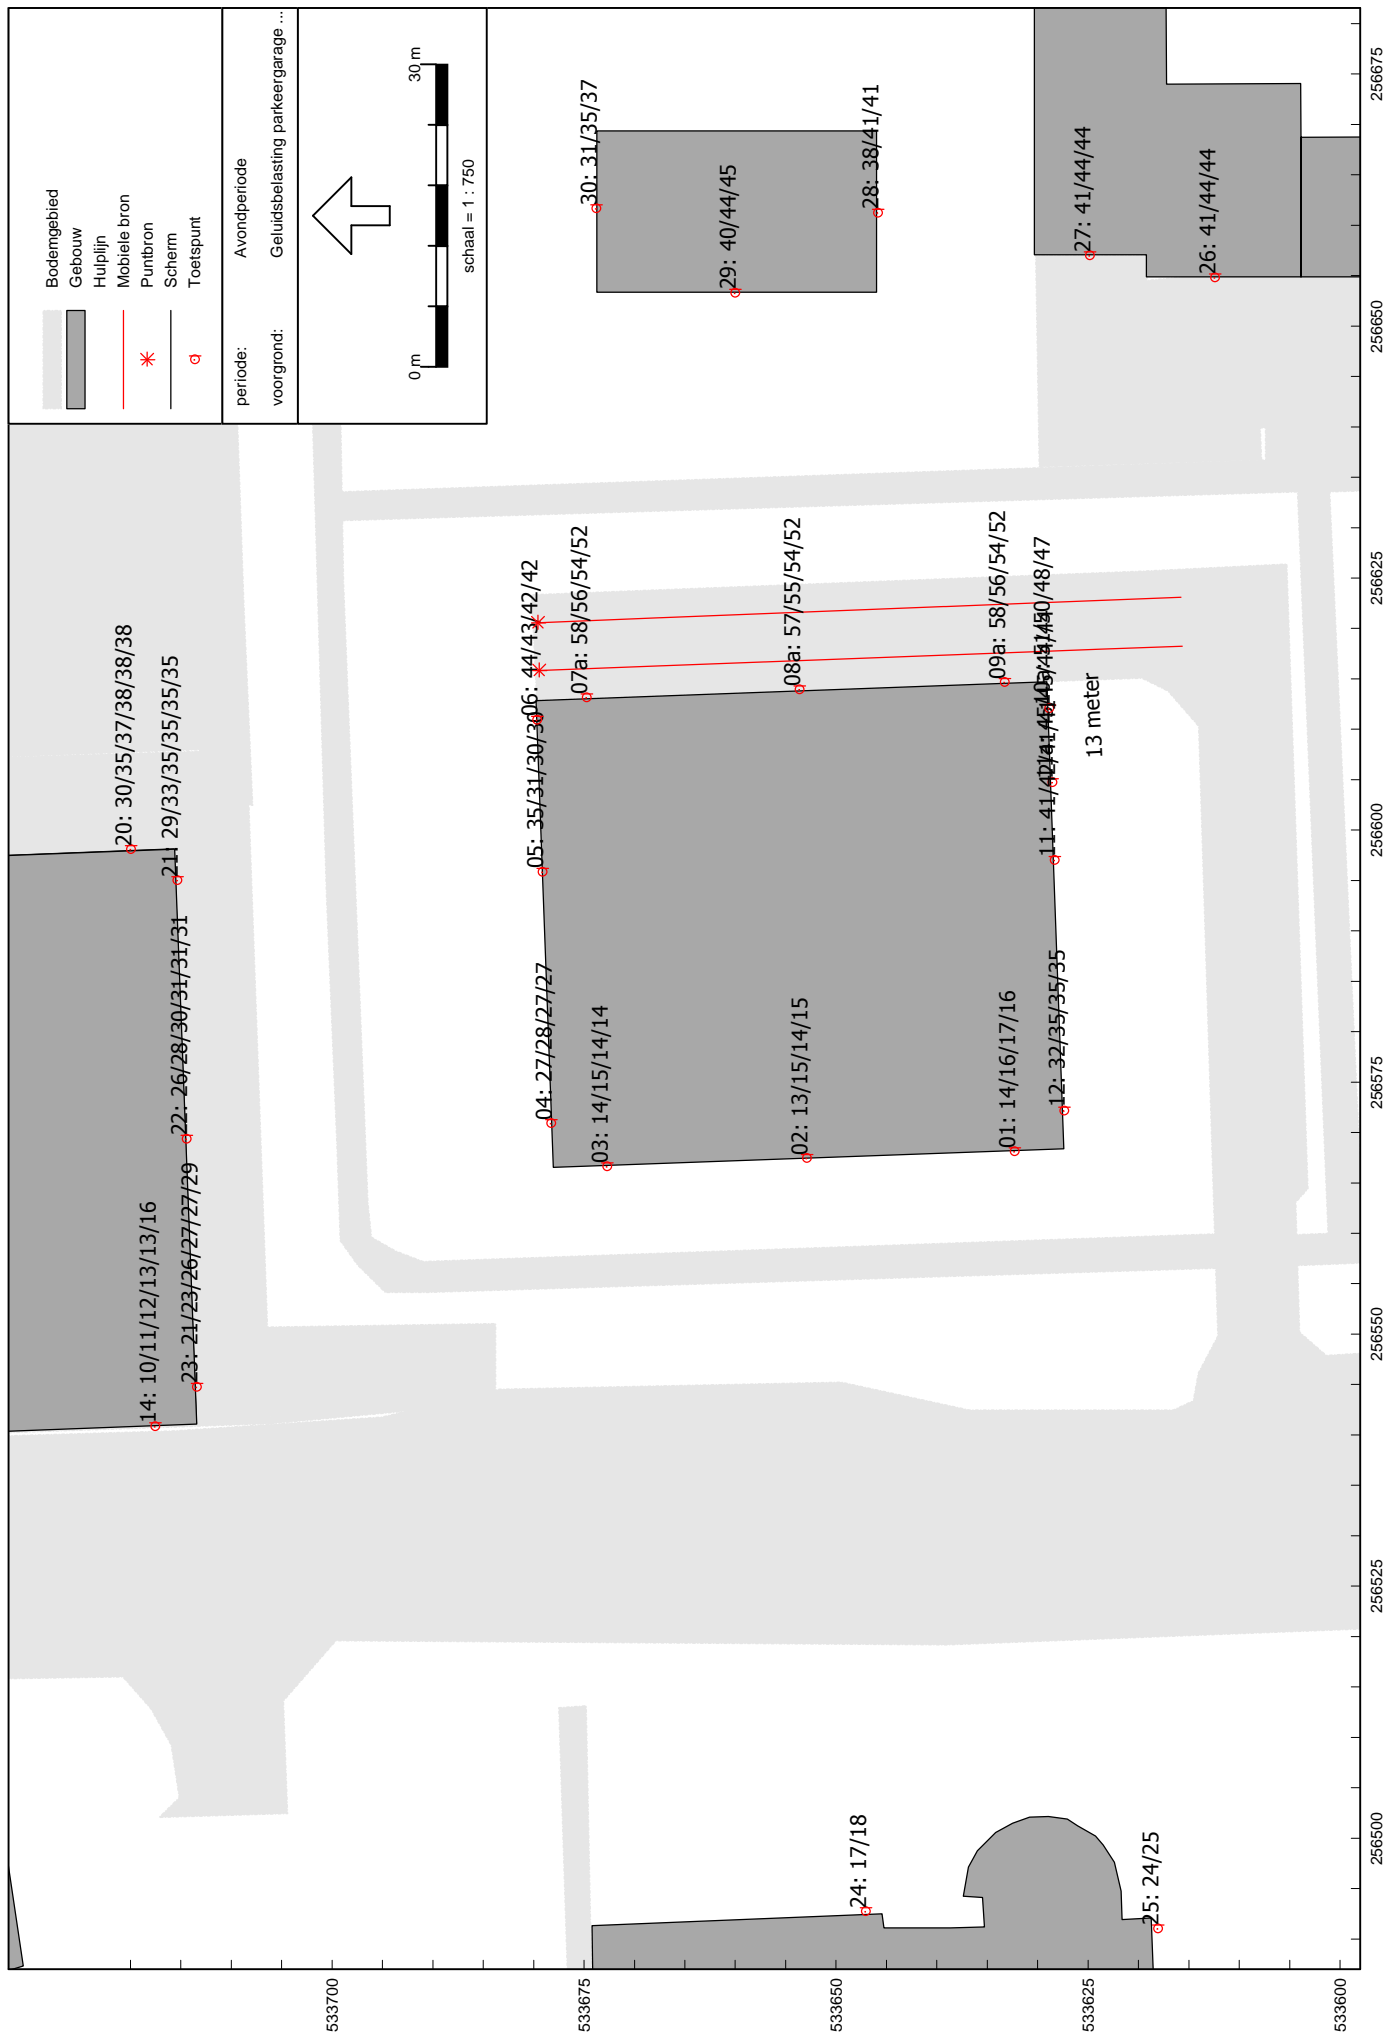 Bodemgebied
Gebouw
Hulplijn
Mobiele bron
Puntbron
Scherm
Toetspunt
periode: Avondperiode
voorgrond: Geluidsbelasting parkeergarage ...
0 m 30 m
schaal = 1 : 750
14: 10/11/12/13/13/16
23: 21/23/26/27/27/29
22: 26/28/30/31/31/31
21: 29/33/35/35/35/35
20: 30/35/37/38/38/38
04: 27/28/27/27
03: 14/15/14/14
05: 35/31/30/30
06: 44/43/42/42
07a: 58/56/54/52
30: 31/35/37
29: 40/44/45
28: 38/41/41
02: 13/15/14/15
08a: 57/55/54/52
01: 14/16/17/16
09a: 58/56/54/52
12: 32/35/35/35
13 meter
27: 41/44/44
26: 41/44/44
24: 17/18
25: 24/25
533700
533675
533650
533625
533600
256500
256525
256550
256575
256600
256625
256650
256675